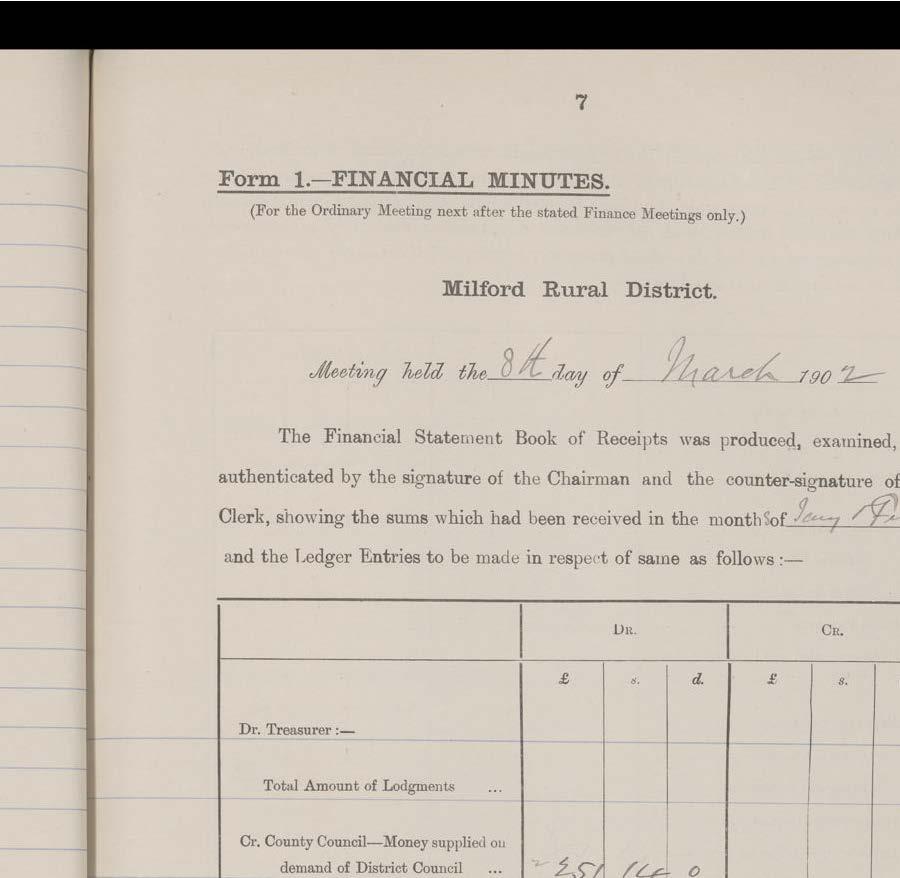 7
Form 1.—FINANCIAL MINUTES.
(For the Ordinary Meeting next after the stated Finance Meetings only.)
Milford Rural District.
Meeting held the 8th day of March 1902
The Financial Statement Book of Receipts was produced, examined,
authenticated by the signature of the Chairman and the counter-signature of
Clerk, showing the sums which had been received in the months of Jany
and the Ledger Entries to be made in respect of same as follows :—
DR. CR.
£ s. d. £ s.
Dr. Treasurer :—
Total Amount of Lodgments ...
Cr. County Council—Money supplied on
demand of District Council ...